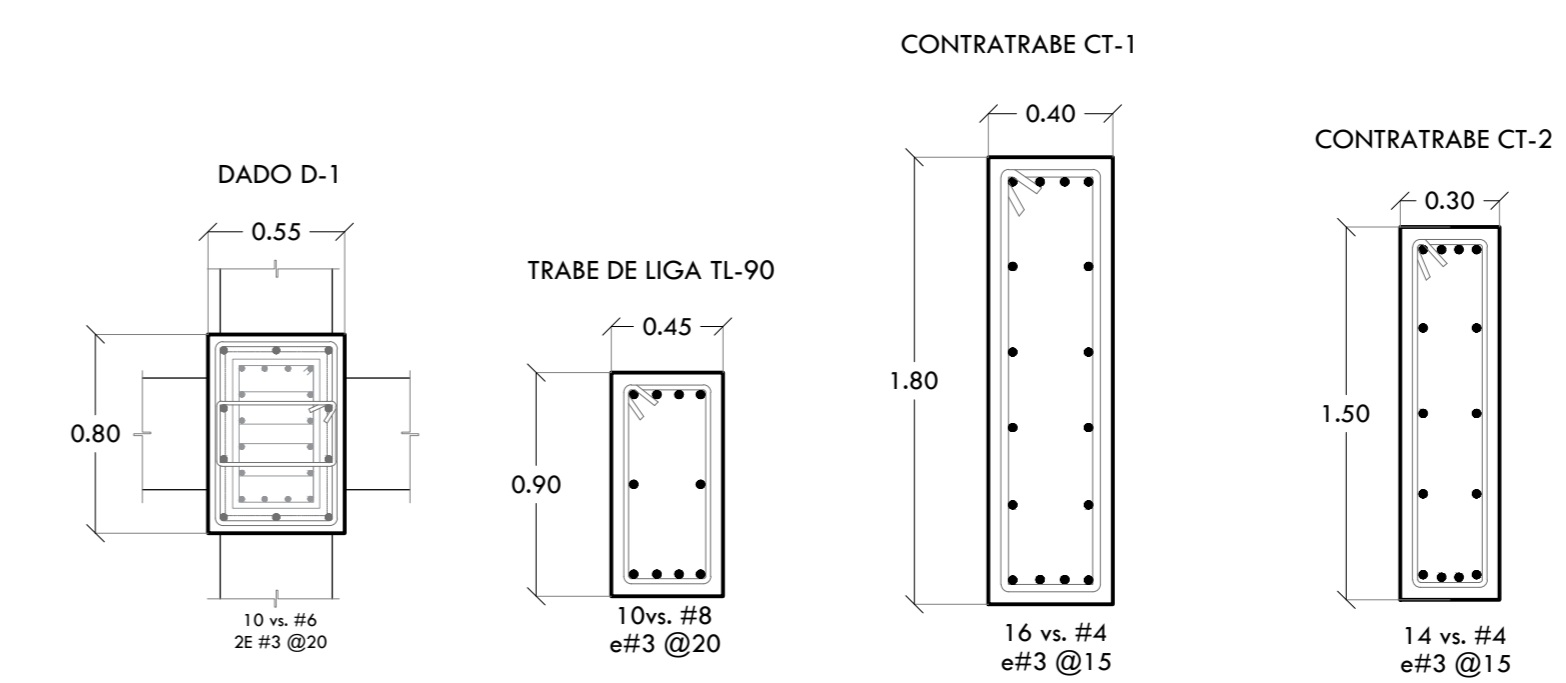 DADO D-1
0.55
0.80
10 vs. #6
2E #3 @20
TRABE DE LIGA TL-90
0.45
0.90
10vs. #8
e#3 @20
CONTRATRABE CT-1
0.40
1.80
16 vs. #4
e#3 @15
CONTRATRABE CT-2
0.30
1.50
14 vs. #4
e#3 @15